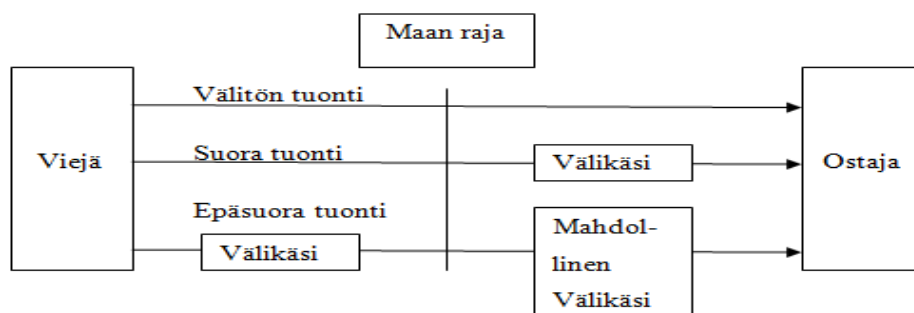 Maan raja
Välitön tuonti
Viejä
Suora tuonti
Välikäsi
Ostaja
Epäsuora tuonti
Välikäsi
Mahdol-
linen
Välikäsi